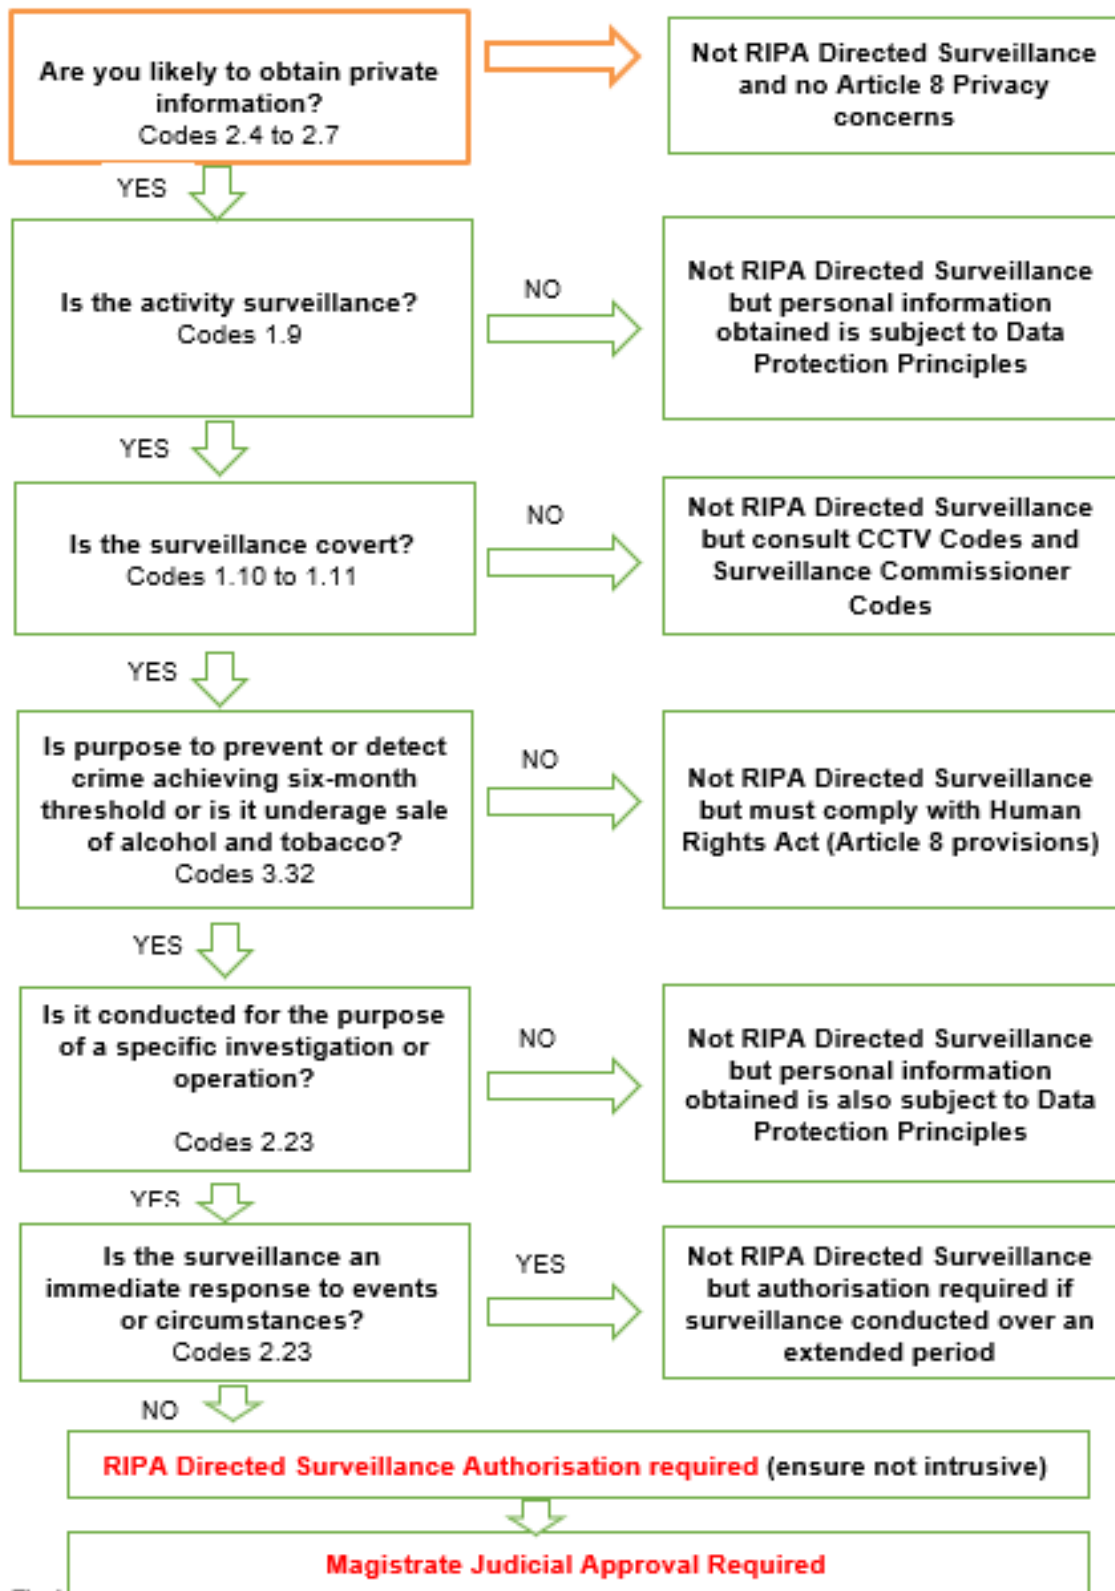 Are you likely to obtain private
information?
Codes 2.4 to 2.7
Not RIPA Directed Surveillance
and no Article 8 Privacy
concerns
YES
Is the activity surveillance?
Codes 1.9
NO
Not RIPA Directed Surveillance
but personal information
obtained is subject to Data
Protection Principles
YES
Is the surveillance covert?
Codes 1.10 to 1.11
NO
Not RIPA Directed Surveillance
but consult CCTV Codes and
Surveillance Commissioner
Codes
YES
Is purpose to prevent or detect
crime achieving six-month
threshold or is it underage sale
of alcohol and tobacco?
Codes 3.32
NO
Not RIPA Directed Surveillance
but must comply with Human
Rights Act (Article 8 provisions)
YES
Is it conducted for the purpose
of a specific investigation or
operation?
Codes 2.23
NO
Not RIPA Directed Surveillance
but personal information
obtained is also subject to Data
Protection Principles
YES
Is the surveillance an
immediate response to events
or circumstances?
Codes 2.23
YES
Not RIPA Directed Surveillance
but authorisation required if
surveillance conducted over an
extended period
NO
RIPA Directed Surveillance Authorisation required (ensure not intrusive)
Magistrate Judicial Approval Required